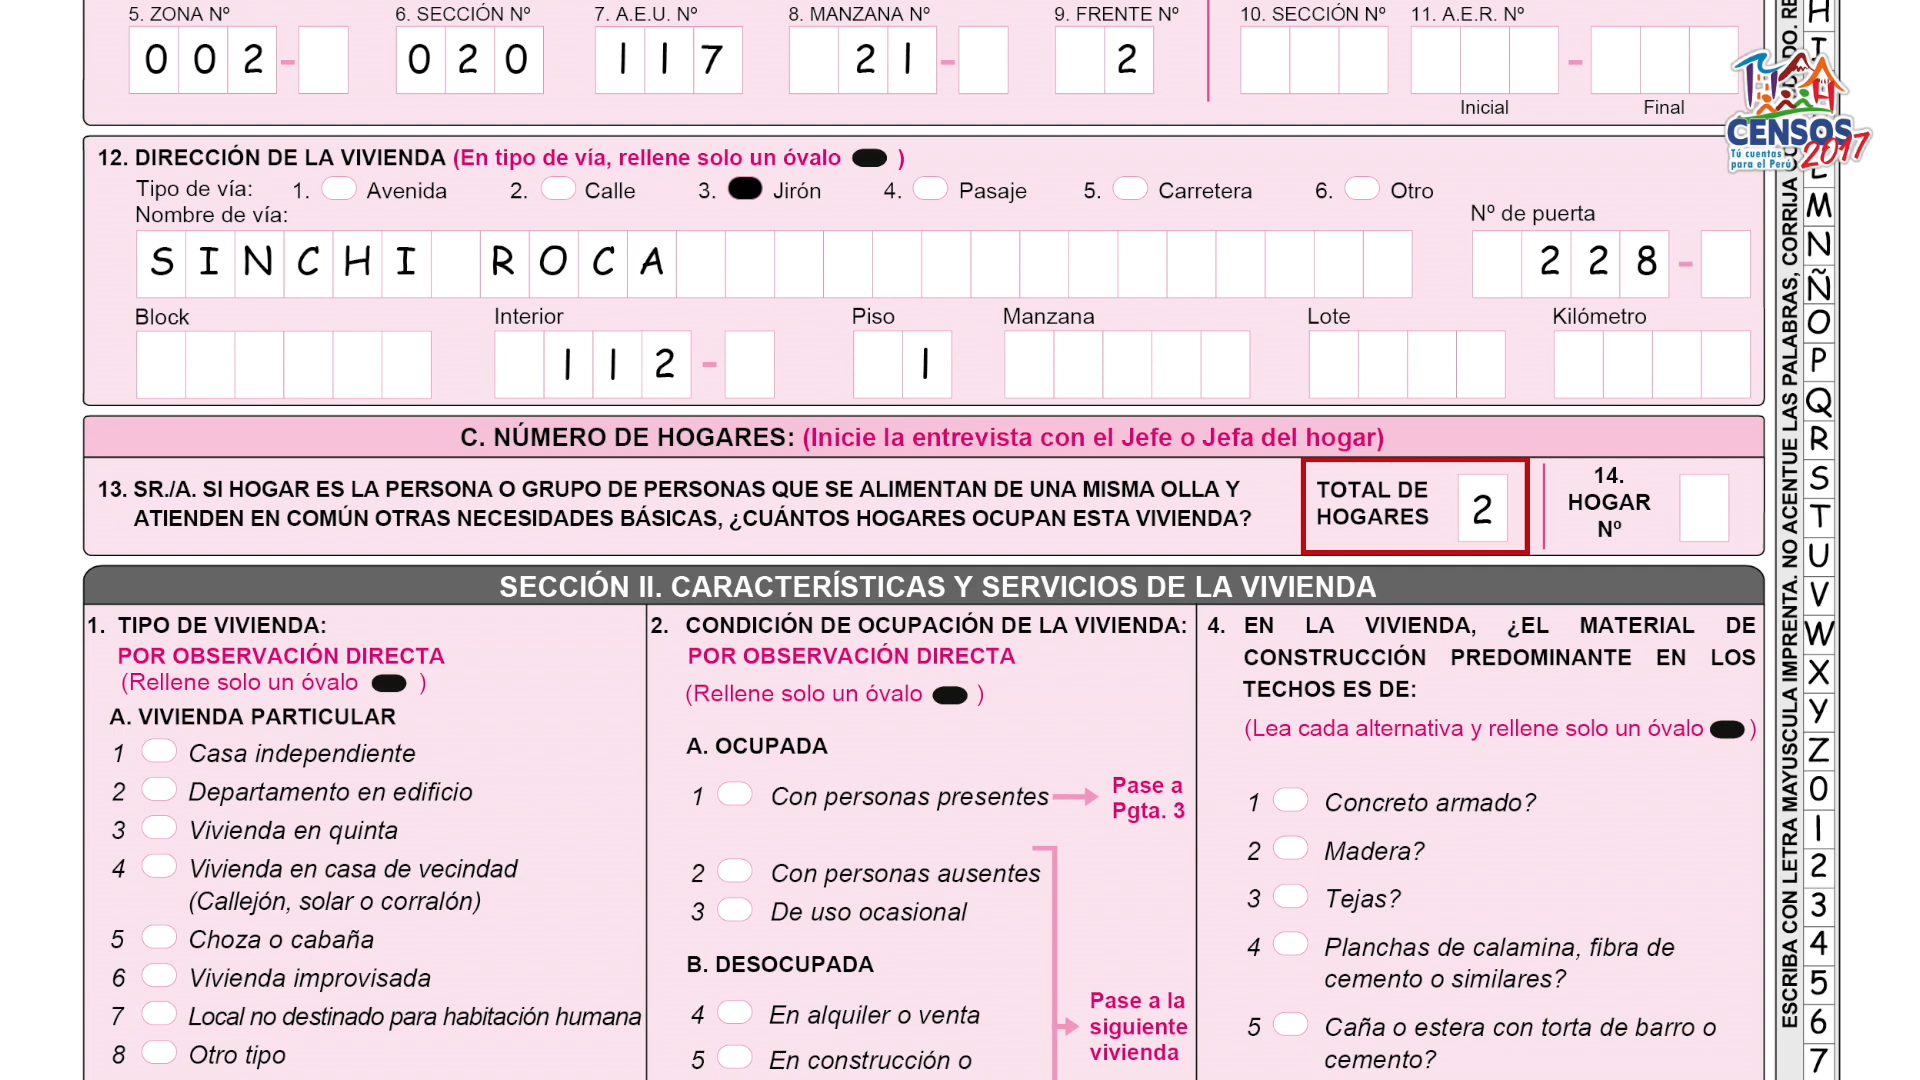 5. ZONA Nº 6. SECCIÓN Nº 7. A.E.U. Nº 8. MANZANA Nº 9. FRENTE Nº 10. SECCIÓN Nº 11. A.E.R. Nº
0 0 2 - 0 2 0 1 1 7 2 1 - 2 -
Inicial Final
12. DIRECCIÓN DE LA VIVIENDA (En tipo de vía, rellene solo un óvalo )
Tipo de vía: 1. Avenida 2. Calle 3. Jirón 4. Pasaje 5. Carretera 6. Otro
Nombre de vía: Nº de puerta
SINCHI ROCA 2 2 8 -
Block Interior Piso Manzana Lote Kilómetro
1 1 2 - 1
C. NÚMERO DE HOGARES: (Inicie la entrevista con el Jefe o Jefa del hogar)
13. SR./A. SI HOGAR ES LA PERSONA O GRUPO DE PERSONAS QUE SE ALIMENTAN DE UNA MISMA OLLA Y
ATIENDEN EN COMÚN OTRAS NECESIDADES BÁSICAS, ¿CUÁNTOS HOGARES OCUPAN ESTA VIVIENDA?
TOTAL DE
HOGARES 2
14.
HOGAR
Nº
SECCIÓN II. CARACTERÍSTICAS Y SERVICIOS DE LA VIVIENDA
1. TIPO DE VIVIENDA:
POR OBSERVACIÓN DIRECTA
(Rellene solo un óvalo )
A. VIVIENDA PARTICULAR
1 Casa independiente
2 Departamento en edificio
3 Vivienda en quinta
4 Vivienda en casa de vecindad
(Callejón, solar o corralón)
5 Choza o cabaña
6 Vivienda improvisada
7 Local no destinado para habitación humana
8 Otro tipo
2. CONDICIÓN DE OCUPACIÓN DE LA VIVIENDA:
POR OBSERVACIÓN DIRECTA
(Rellene solo un óvalo )
A. OCUPADA
1 Con personas presentes
Pase a
Pgta. 3
2 Con personas ausentes
3 De uso ocasional
B. DESOCUPADA
4 En alquiler o venta
5 En construcción o
Pase a la
siguiente
vivienda
4. EN LA VIVIENDA, ¿EL MATERIAL DE
CONSTRUCCIÓN PREDOMINANTE EN LOS
TECHOS ES DE:
(Lea cada alternativa y rellene solo un óvalo )
1 Concreto armado?
2 Madera?
3 Tejas?
4 Planchas de calamina, fibra de
cemento o similares?
5 Caña o estera con torta de barro o
cemento?
CENSOS
Tú cuentas
para el Perú 2017
ESCRIBA CON LETRA MAYUSCULA IMPRENTA. NO ACENTUE LAS PALABRAS, CORRIJA
H
I
M
N
Ñ
O
P
Q
R
S
T
U
V
W
X
Y
Z
0
1
2
3
4
5
6
7